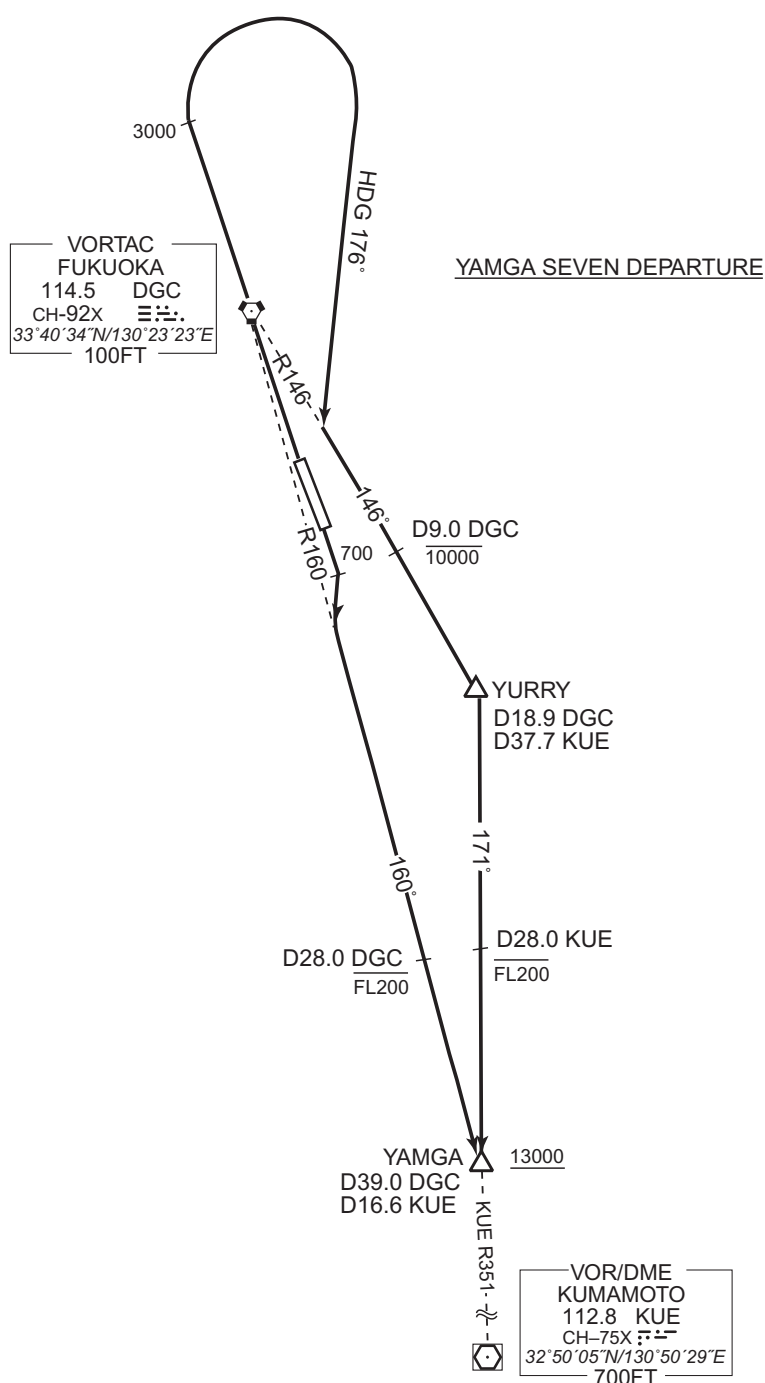 3000
HDG 176°
VORTAC
FUKUOKA
114.5 DGC
CH-92X
33°40´34˝N/130°23´23˝E
100FT
YAMGA SEVEN DEPARTURE
R146
146°
D9.0 DGC
10000
R160
700
YURRY
D18.9 DGC
D37.7 KUE
171°
160°
D28.0 KUE
FL200
D28.0 DGC
FL200
YAMGA
13000
D39.0 DGC
D16.6 KUE
KUE R351
VOR/DME
KUMAMOTO
112.8 KUE
CH–75X
32°50´05˝N/130°50´29˝E
700FT